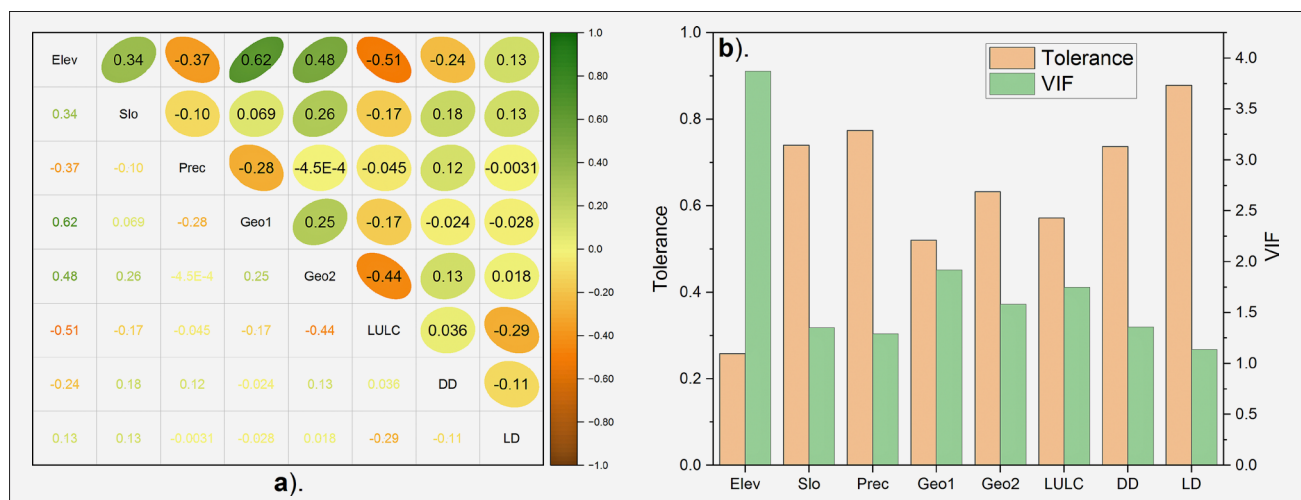 Elev 0.34 -0.37 0.62 0.48 -0.51 -0.24 0.13
0.34 Slo -0.10 0.069 0.26 -0.17 0.18 0.13
-0.37 -0.10 Prec -0.28 -4.5E-4 -0.045 0.12 -0.0031
0.62 0.069 -0.28 Geo1 0.25 -0.17 -0.024 -0.028
0.48 0.26 -4.5E-4 0.25 Geo2 -0.44 0.13 0.018
-0.51 -0.17 -0.045 -0.17 -0.44 LULC 0.036 -0.29
-0.24 0.18 0.12 -0.024 0.13 0.036 DD -0.11
0.13 0.13 -0.0031 -0.028 0.018 -0.29 -0.11 LD
1.0
0.80
0.60
0.40
0.20
0.0
-0.20
-0.40
-0.60
-0.80
-1.0
a).
b).
Tolerance
VIF
Tolerance
1.0
0.8
0.6
0.4
0.2
0.0
4.0
3.5
3.0
2.5
2.0
1.5
1.0
0.5
0.0
VIF
Elev Slo Prec Geo1 Geo2 LULC DD LD